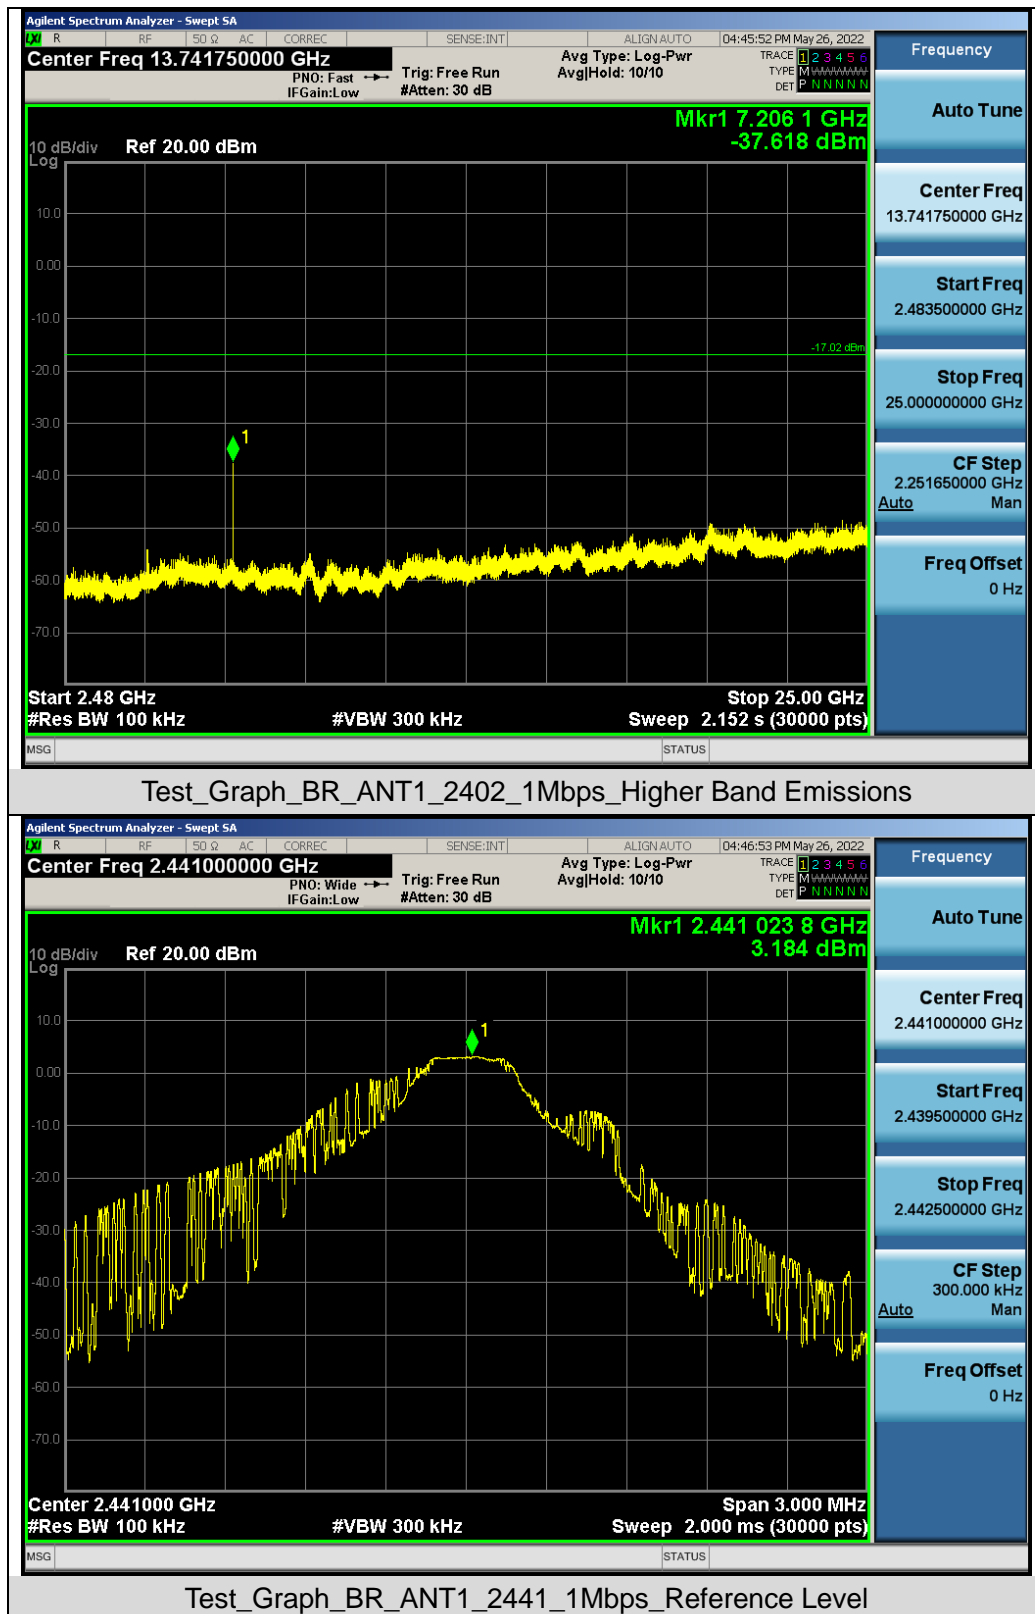 Agilent Spectrum Analyzer - Swept SA
LXI R RF 50 Ω AC CORREC SENSE:INT ALIGN AUTO 04:45:52 PM May 26, 2022
Center Freq 13.741750000 GHz
PNO: Fast
IFGain:Low
Trig: Free Run
#Atten: 30 dB
Avg Type: Log-Pwr
Avg|Hold: 10/10
TRACE 1 2 3 4 5 6
TYPE M
DET P N N N N N
Mkr1 7.206 1 GHz
-37.618 dBm
10 dB/div Ref 20.00 dBm
Log
10.0
0.00
-10.0
-17.02 dBm
-20.0
-30.0
1
-40.0
-50.0
-60.0
-70.0
Start 2.48 GHz Stop 25.00 GHz
#Res BW 100 kHz #VBW 300 kHz Sweep 2.152 s (30000 pts)
MSG STATUS
Frequency
Auto Tune
Center Freq
13.741750000 GHz
Start Freq
2.483500000 GHz
Stop Freq
25.000000000 GHz
CF Step
2.251650000 GHz
Auto Man
Freq Offset
0 Hz
Test_Graph_BR_ANT1_2402_1Mbps_Higher Band Emissions
Agilent Spectrum Analyzer - Swept SA
LXI R RF 50 Ω AC CORREC SENSE:INT ALIGN AUTO 04:46:53 PM May 26, 2022
Center Freq 2.441000000 GHz
PNO: Wide
IFGain:Low
Trig: Free Run
#Atten: 30 dB
Avg Type: Log-Pwr
Avg|Hold: 10/10
TRACE 1 2 3 4 5 6
TYPE M
DET P N N N N N
Mkr1 2.441 023 8 GHz
3.184 dBm
10 dB/div Ref 20.00 dBm
Log
10.0
1
0.00
-10.0
-20.0
-30.0
-40.0
-50.0
-60.0
-70.0
Center 2.441000 GHz Span 3.000 MHz
#Res BW 100 kHz #VBW 300 kHz Sweep 2.000 ms (30000 pts)
MSG STATUS
Frequency
Auto Tune
Center Freq
2.441000000 GHz
Start Freq
2.439500000 GHz
Stop Freq
2.442500000 GHz
CF Step
300.000 kHz
Auto Man
Freq Offset
0 Hz
Test_Graph_BR_ANT1_2441_1Mbps_Reference Level